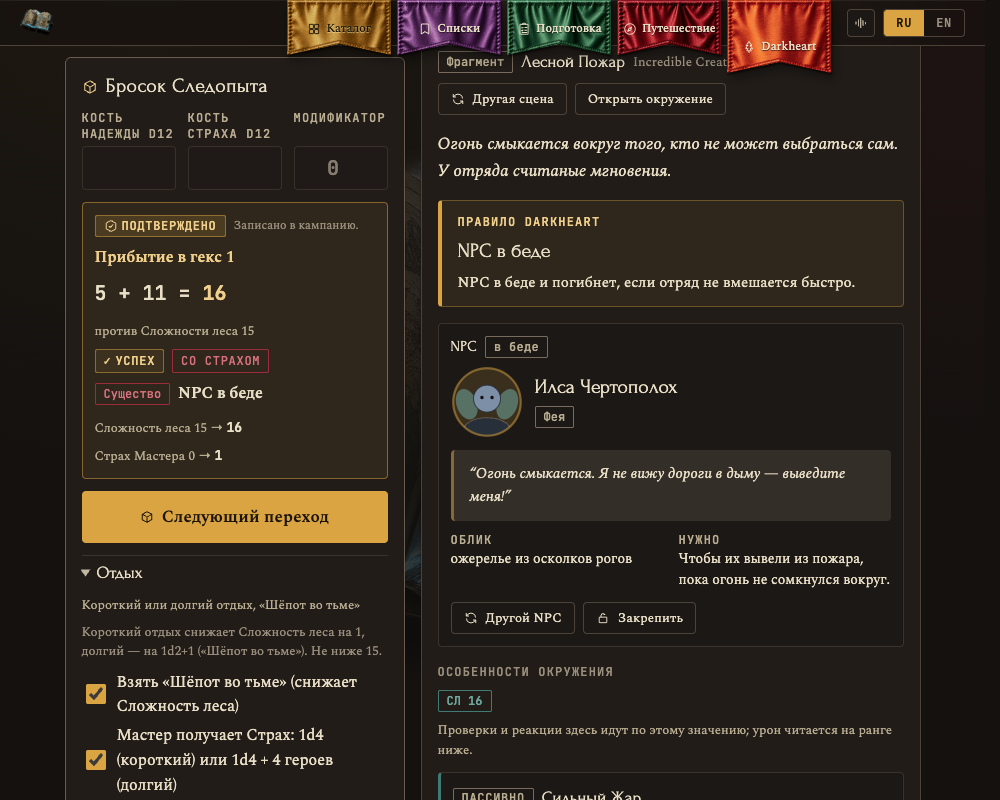 Каталог
Списки
Подготовка
Путешествие
Darkheart
RU
EN
Бросок Следопыта
КОСТЬ НАДЕЖДЫ D12
КОСТЬ СТРАХА D12
МОДИФИКАТОР
0
ПОДТВЕРЖДЕНО
Записано в кампанию.
Прибытие в гекс 1
5 + 11 = 16
против Сложности леса 15
✓ УСПЕХ
СО СТРАХОМ
Существо
NPC в беде
Сложность леса 15 → 16
Страх Мастера 0 → 1
Следующий переход
▼ Отдых
Короткий или долгий отдых, «Шёпот во тьме»
Короткий отдых снижает Сложность леса на 1,
долгий — на 1d2+1 («Шёпот во тьме»). Не ниже 15.
Взять «Шёпот во тьме» (снижает
Сложность леса)
Мастер получает Страх: 1d4
(короткий) или 1d4 + 4 героев
(долгий)
Фрагмент
Лесной Пожар
Incredible Creat
Другая сцена
Открыть окружение
Огонь смыкается вокруг того, кто не может выбраться сам.
У отряда считаные мгновения.
ПРАВИЛО DARKHEART
NPC в беде
NPC в беде и погибнет, если отряд не вмешается быстро.
NPC
в беде
Илса Чертополох
Фея
“Огонь смыкается. Я не вижу дороги в дыму — выведите
меня!”
ОБЛИК
ожерелье из осколков рогов
НУЖНО
Чтобы их вывели из пожара,
пока огонь не сомкнулся вокруг.
Другой NPC
Закрепить
ОСОБЕННОСТИ ОКРУЖЕНИЯ
СЛ 16
Проверки и реакции здесь идут по этому значению; урон читается на ранге
ниже.
ПАССИВНО
Сильный Жар